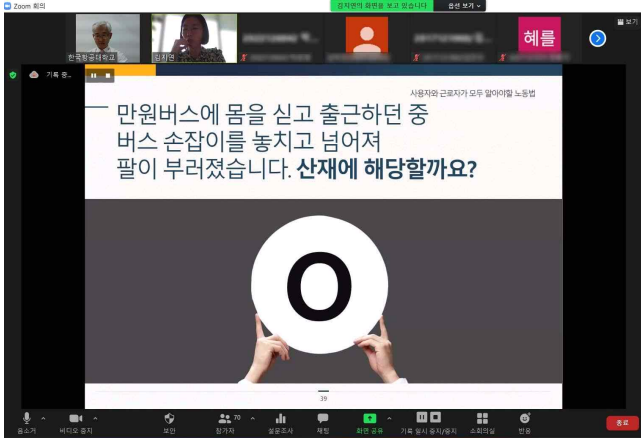 Zoom 회의
김지연의 화면을 보고 있습니다
옵션 보기
보기
한국항공대학교
김지연
혜를
기록 중..
사용자와 근로자가 모두 알아야할 노동법
만원버스에 몸을 싣고 출근하던 중
버스 손잡이를 놓치고 넘어져
팔이 부러졌습니다. 산재에 해당할까요?
O
39
음소거
비디오 중지
보안
참가자
70
설문조사
채팅
화면 공유
기록 일시 중지/중지
소회의실
반응
종료